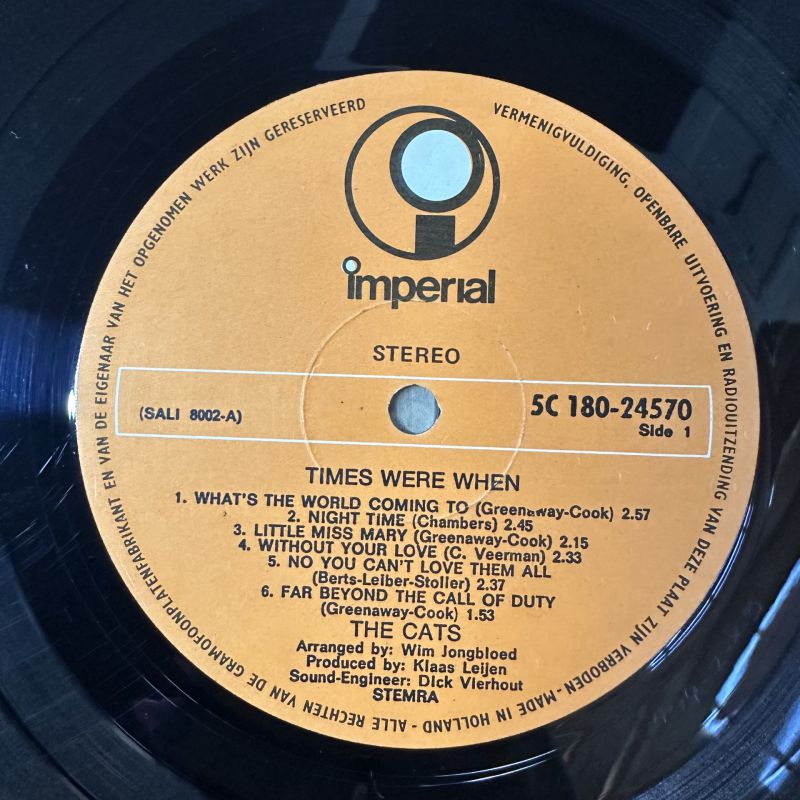 ALLE RECHTEN VAN DE GRAMOFOONPLATENFABRIKANT EN VAN DE EIGENAAR VAN HET OPGENOMEN WERK ZIJN GERESERVEERD
VERMENIGVULDIGING, OPENBARE UITVOERING EN RADIOUITZENDING VAN DEZE PLAAT ZIJN VERBODEN - MADE IN HOLLAND -
imperial
STEREO
(SALI 8002-A)
5C 180-24570
Side 1
TIMES WERE WHEN
1. WHAT'S THE WORLD COMING TO (Greenaway-Cook) 2.57
2. NIGHT TIME (Chambers) 2.45
3. LITTLE MISS MARY (Greenaway-Cook) 2.15
4. WITHOUT YOUR LOVE (C. Veerman) 2.33
5. NO YOU CAN'T LOVE THEM ALL
(Berts-Leiber-Stoller) 2.37
6. FAR BEYOND THE CALL OF DUTY
(Greenaway-Cook) 1.53
THE CATS
Arranged by: Wim Jongbloed
Produced by: Klaas Leijen
Sound-Engineer: Dick Vierhout
STEMRA